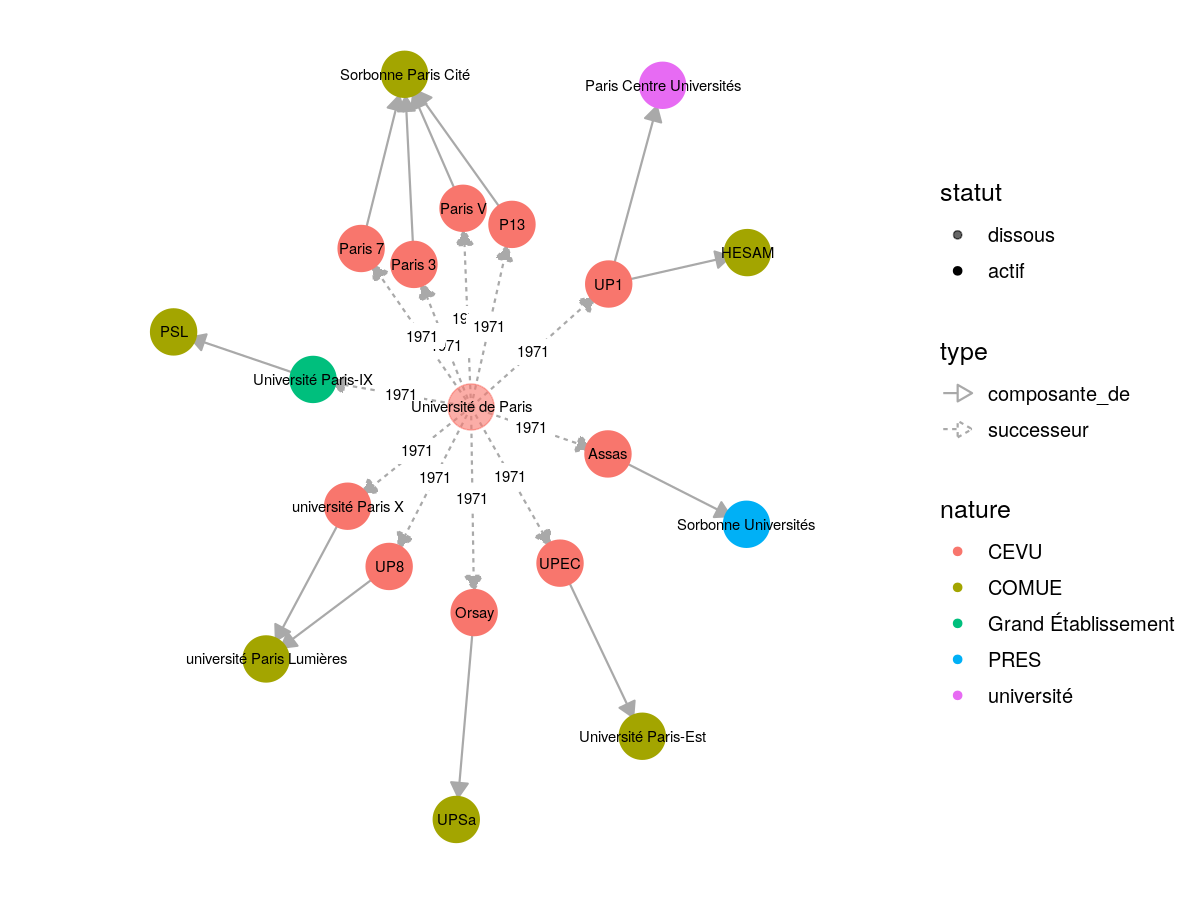 Sorbonne Paris Cité
Paris Centre Universités
Paris V
P13
Paris 7
Paris 3
HESAM
UP1
1971
1971
1971
PSL
Université Paris-IX
1971
Université de Paris
1971
Assas
1971
1971
1971
1971
université Paris X
Sorbonne Universités
UP8
UPEC
Orsay
université Paris Lumières
Université Paris-Est
UPSa
statut
dissous
actif
type
composante_de
successeur
nature
CEVU
COMUE
Grand Établissement
PRES
université